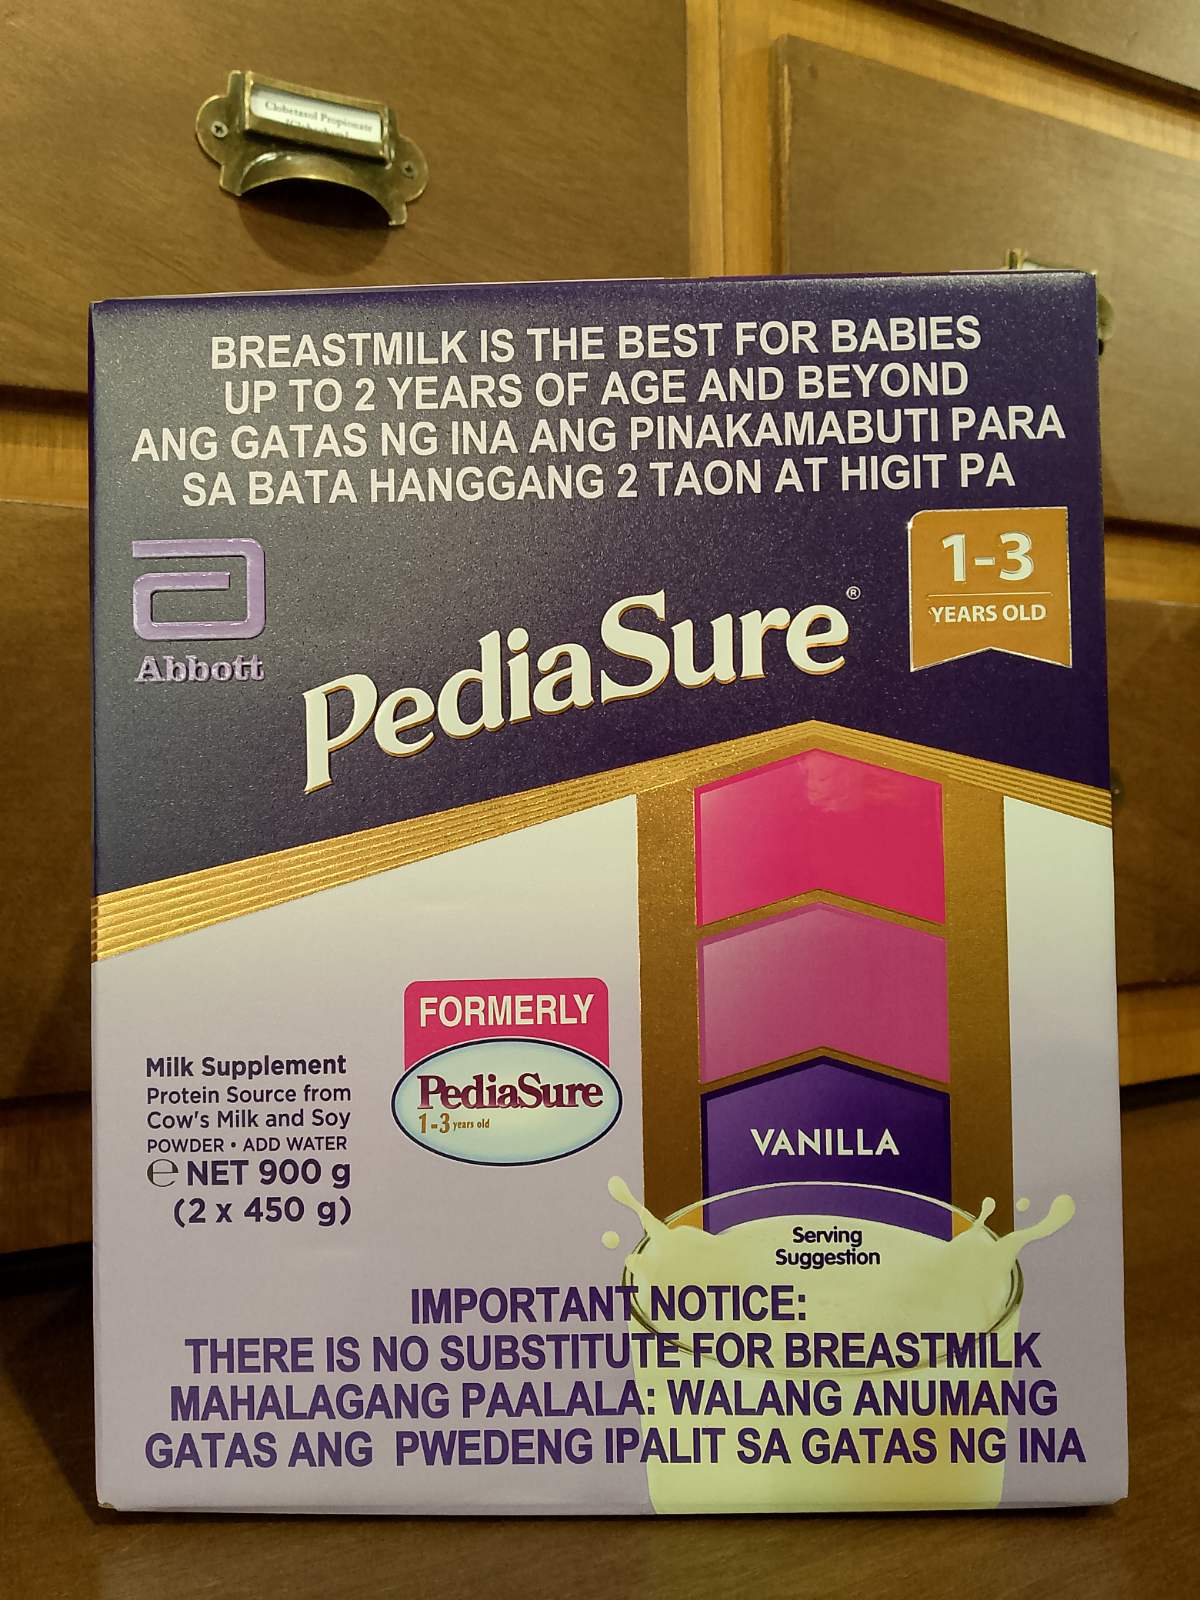 Clobetasol Propionate
BREASTMILK IS THE BEST FOR BABIES
UP TO 2 YEARS OF AGE AND BEYOND
ANG GATAS NG INA ANG PINAKAMABUTI PARA
SA BATA HANGGANG 2 TAON AT HIGIT PA
Abbott
PediaSure®
1-3
YEARS OLD
FORMERLY
PediaSure
1-3 years old
Milk Supplement
Protein Source from
Cow's Milk and Soy
POWDER • ADD WATER
℮ NET 900 g
(2 x 450 g)
VANILLA
Serving
Suggestion
IMPORTANT NOTICE:
THERE IS NO SUBSTITUTE FOR BREASTMILK
MAHALAGANG PAALALA: WALANG ANUMANG
GATAS ANG PWEDENG IPALIT SA GATAS NG INA